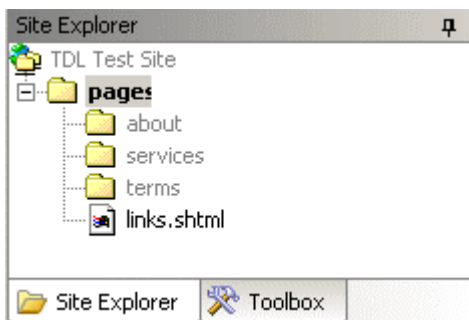 Site Explorer
TDL Test Site
pages
about
services
terms
links.shtml
Site Explorer Toolbox